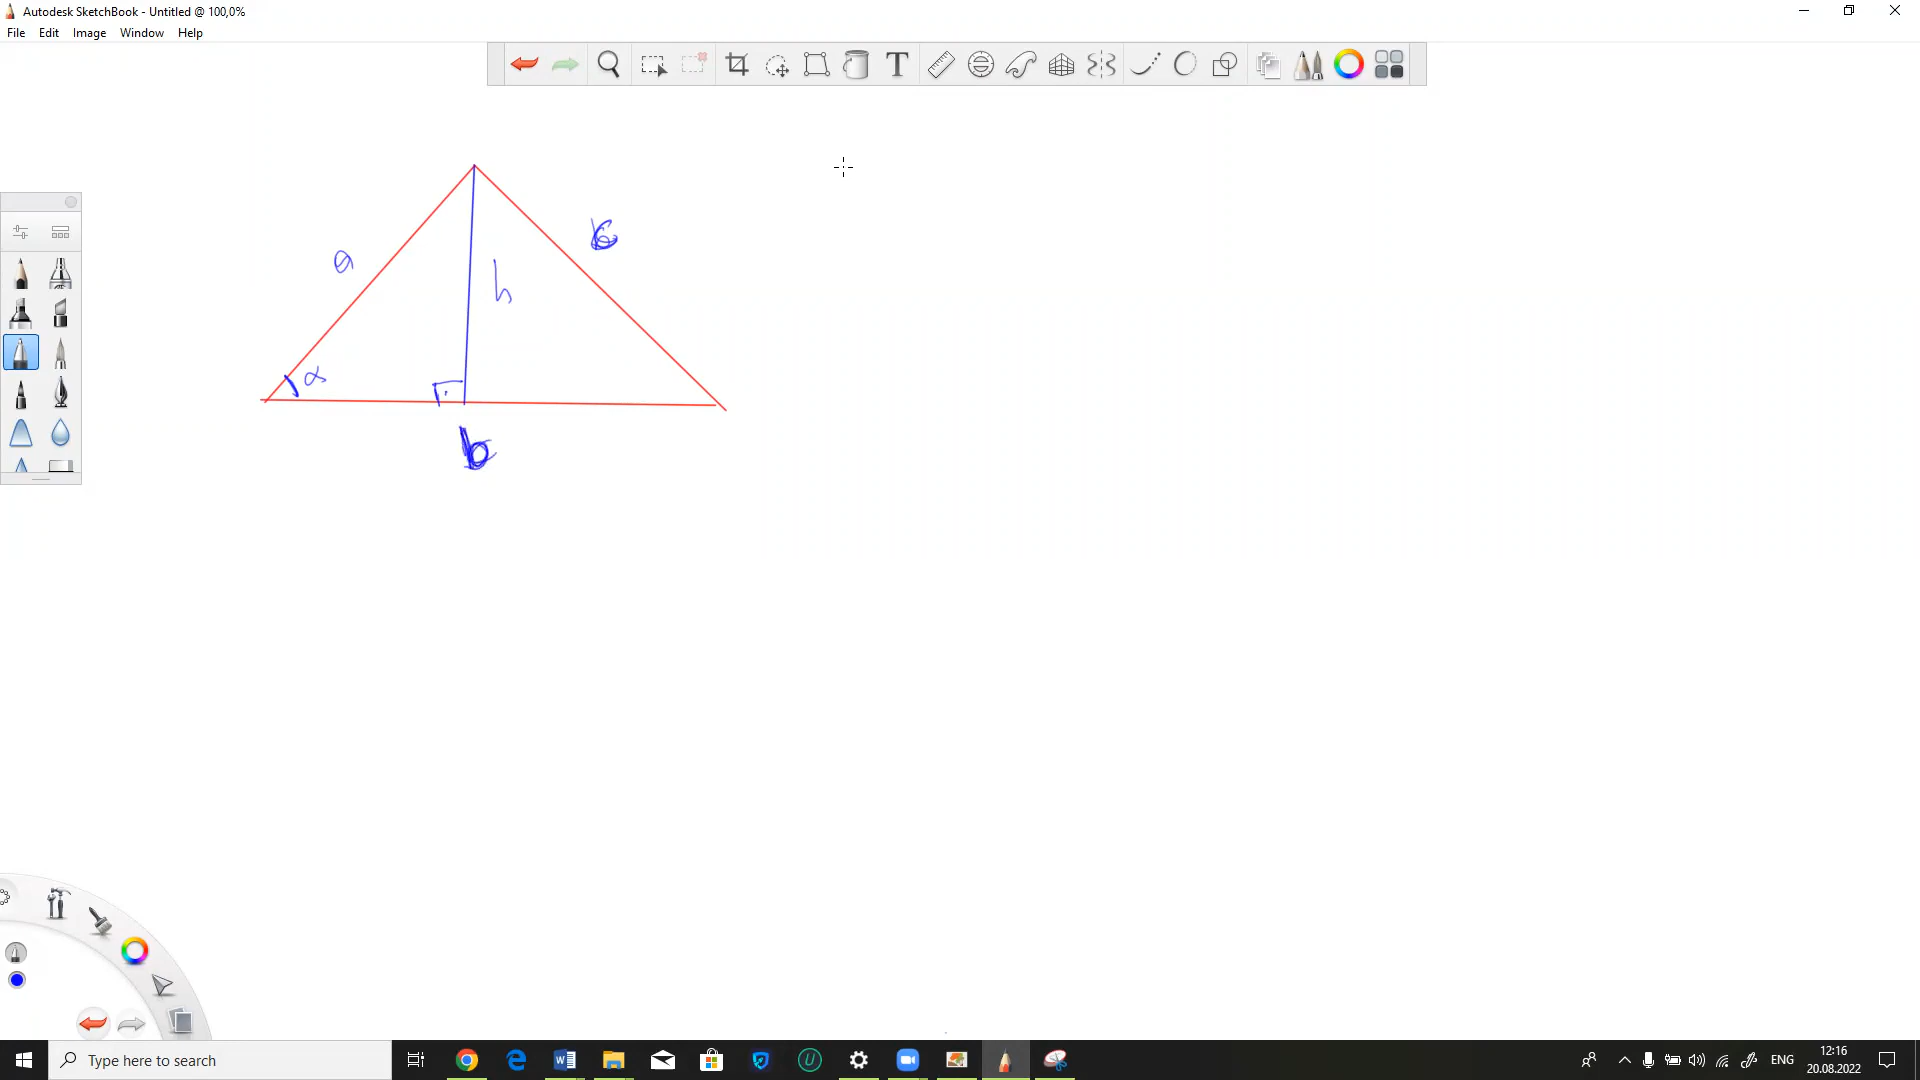 Autodesk SketchBook - Untitled @ 100,0%
File Edit Image Window Help
T
a
h
α
b
Type here to search
ENG
12:16
20.08.2022